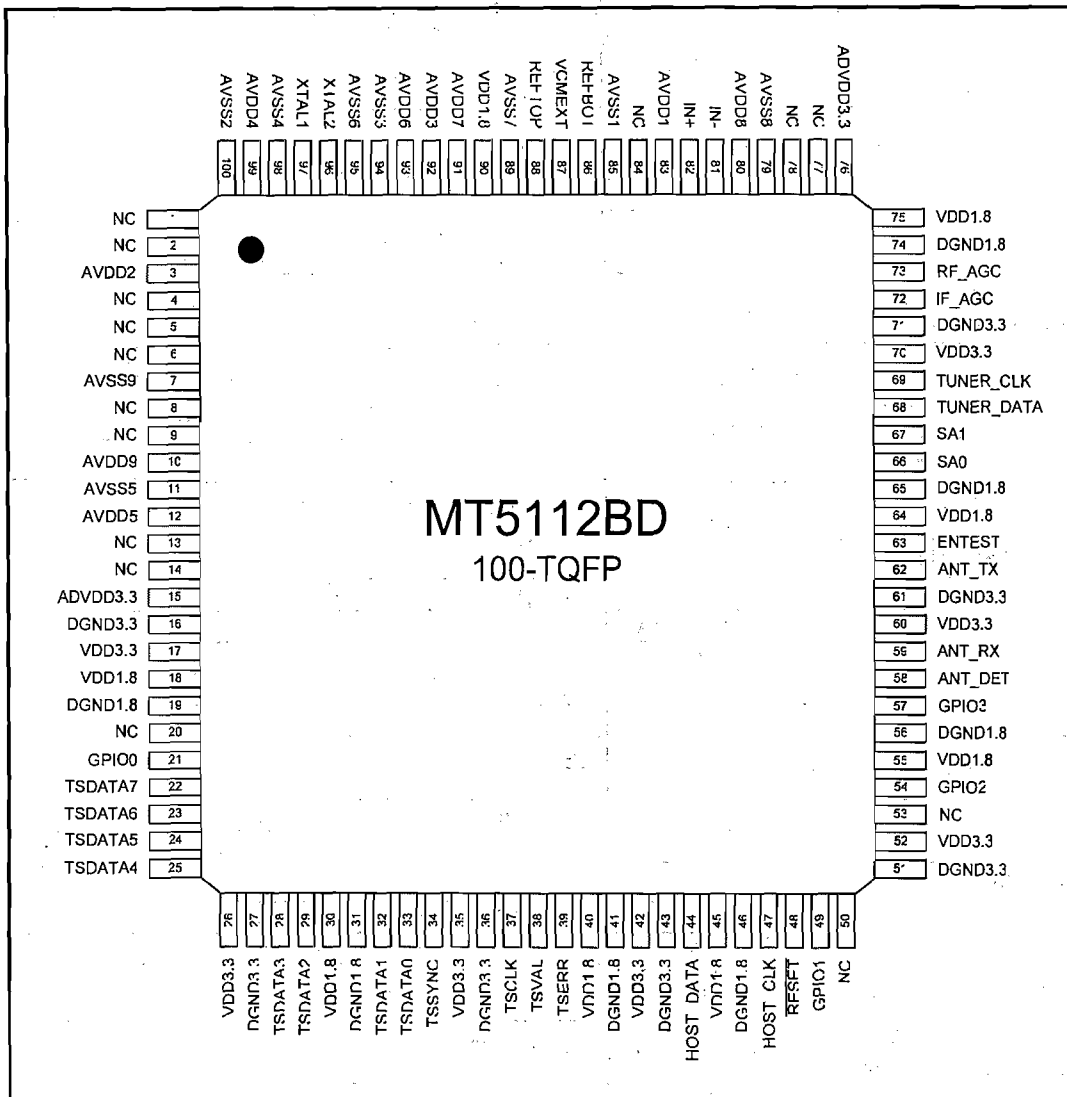 AVSS2 AVDD4 AVSS4 XTAL1 XTAL2 AVSS6 AVSS3 AVDD6 AVDD3 AVDD7 VDD1.8 AVSS7 REFTOP VCMEXT REFBOT AVSS1 NC AVDD1 IN+ IN- AVDD8 AVSS8 NC NC ADVDD3.3
100 99 98 97 96 95 94 93 92 91 90 89 88 87 86 85 84 83 82 81 80 79 78 77 76
NC
NC 2
AVDD2 3
NC 4
NC 5
NC 6
AVSS9 7
NC 8
NC 9
AVDD9 10
AVSS5 11
AVDD5 12
NC 13
NC 14
ADVDD3.3 15
DGND3.3 16
VDD3.3 17
VDD1.8 18
DGND1.8 19
NC 20
GPIO0 21
TSDATA7 22
TSDATA6 23
TSDATA5 24
TSDATA4 25
MT5112BD
100-TQFP
75 VDD1.8
74 DGND1.8
73 RF_AGC
72 IF_AGC
71 DGND3.3
70 VDD3.3
69 TUNER_CLK
68 TUNER_DATA
67 SA1
66 SA0
65 DGND1.8
64 VDD1.8
63 ENTEST
62 ANT_TX
61 DGND3.3
60 VDD3.3
59 ANT_RX
58 ANT_DET
57 GPIO3
56 DGND1.8
55 VDD1.8
54 GPIO2
53 NC
52 VDD3.3
51 DGND3.3
26 27 28 29 30 31 32 33 34 35 36 37 38 39 40 41 42 43 44 45 46 47 48 49 50
VDD3.3 DGND3.3 TSDATA3 TSDATA2 VDD1.8 DGND1.8 TSDATA1 TSDATA0 TSSYNC VDD3.3 DGND3.3 TSCLK TSVAL TSERR VDD1.8 DGND1.8 VDD3.3 DGND3.3 HOST_DATA VDD1.8 DGND1.8 HOST_CLK RESET GPIO1 NC